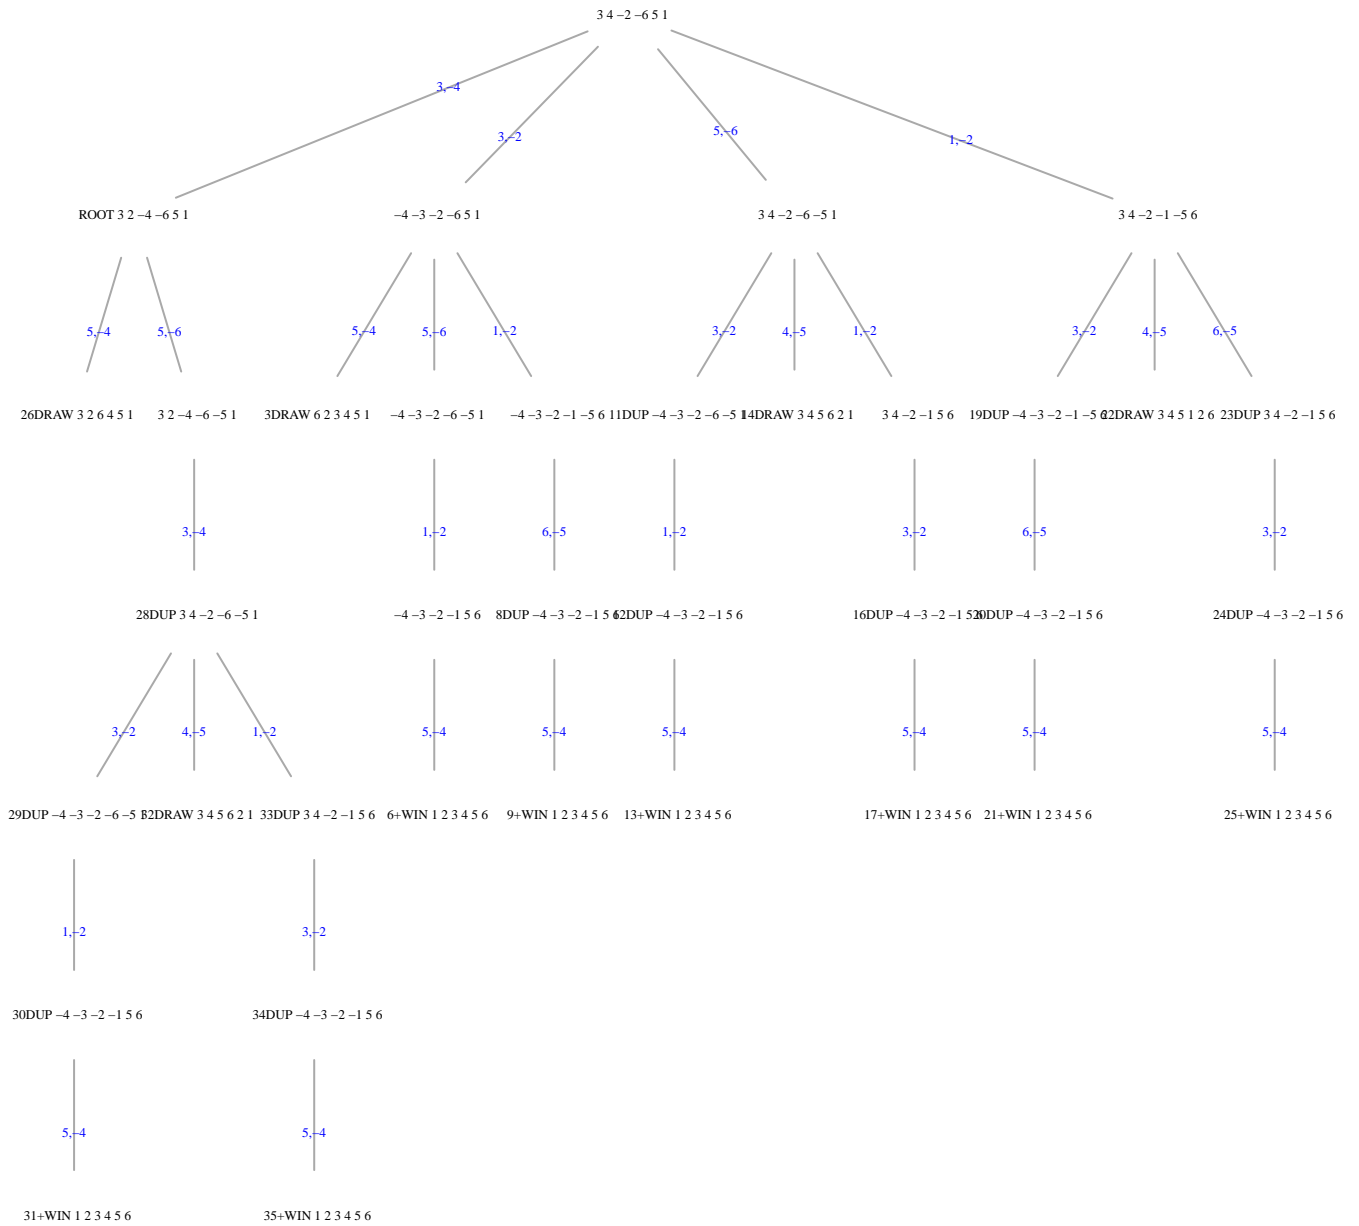 3 4 −2 −6 5 1
3,−4
3,−2
5,−6
1,−2
ROOT 3 2 −4 −6 5 1
−4 −3 −2 −6 5 1
3 4 −2 −6 −5 1
3 4 −2 −1 −5 6
5,−4
5,−6
5,−4
5,−6
1,−2
3,−2
4,−5
1,−2
3,−2
4,−5
6,−5
26DRAW 3 2 6 4 5 1
3 2 −4 −6 −5 1
3DRAW 6 2 3 4 5 1
−4 −3 −2 −6 −5 1
−4 −3 −2 −1 −5 6
11DUP −4 −3 −2 −6 −5 1
14DRAW 3 4 5 6 2 1
3 4 −2 −1 5 6
19DUP −4 −3 −2 −1 −5 6
22DRAW 3 4 5 1 2 6
23DUP 3 4 −2 −1 5 6
3,−4
1,−2
6,−5
1,−2
3,−2
6,−5
3,−2
28DUP 3 4 −2 −6 −5 1
−4 −3 −2 −1 5 6
8DUP −4 −3 −2 −1 5 6
12DUP −4 −3 −2 −1 5 6
16DUP −4 −3 −2 −1 5 6
20DUP −4 −3 −2 −1 5 6
24DUP −4 −3 −2 −1 5 6
3,−2
4,−5
1,−2
5,−4
5,−4
5,−4
5,−4
5,−4
5,−4
29DUP −4 −3 −2 −6 −5 1
32DRAW 3 4 5 6 2 1
33DUP 3 4 −2 −1 5 6
6+WIN 1 2 3 4 5 6
9+WIN 1 2 3 4 5 6
13+WIN 1 2 3 4 5 6
17+WIN 1 2 3 4 5 6
21+WIN 1 2 3 4 5 6
25+WIN 1 2 3 4 5 6
1,−2
3,−2
30DUP −4 −3 −2 −1 5 6
34DUP −4 −3 −2 −1 5 6
5,−4
5,−4
31+WIN 1 2 3 4 5 6
35+WIN 1 2 3 4 5 6